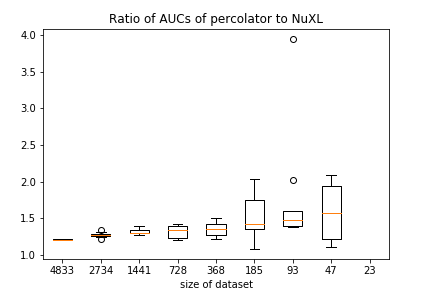 Ratio of AUCs of percolator to NuXL
4.0
3.5
3.0
2.5
2.0
1.5
1.0
4833 2734 1441 728 368 185 93 47 23
size of dataset